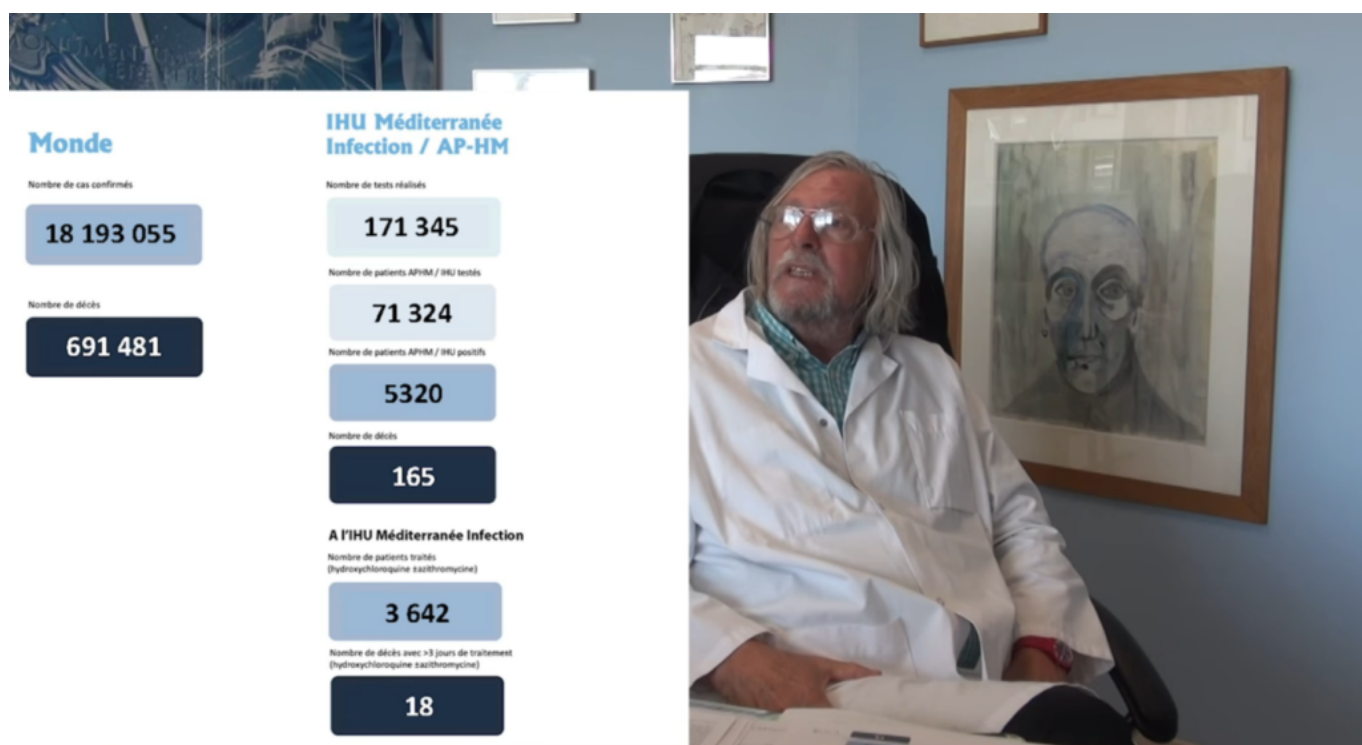 Monde
Nombre de cas confirmés
18 193 055
Nombre de décès
691 481
IHU Méditerranée
Infection / AP-HM
Nombre de tests réalisés
171 345
Nombre de patients APHM / IHU testés
71 324
Nombre de patients APHM / IHU positifs
5320
Nombre de décès
165
A l'IHU Méditerranée Infection
Nombre de patients traités
(hydroxychloroquine ±azithromycine)
3 642
Nombre de décès avec >3 jours de traitement
(hydroxychloroquine ±azithromycine)
18